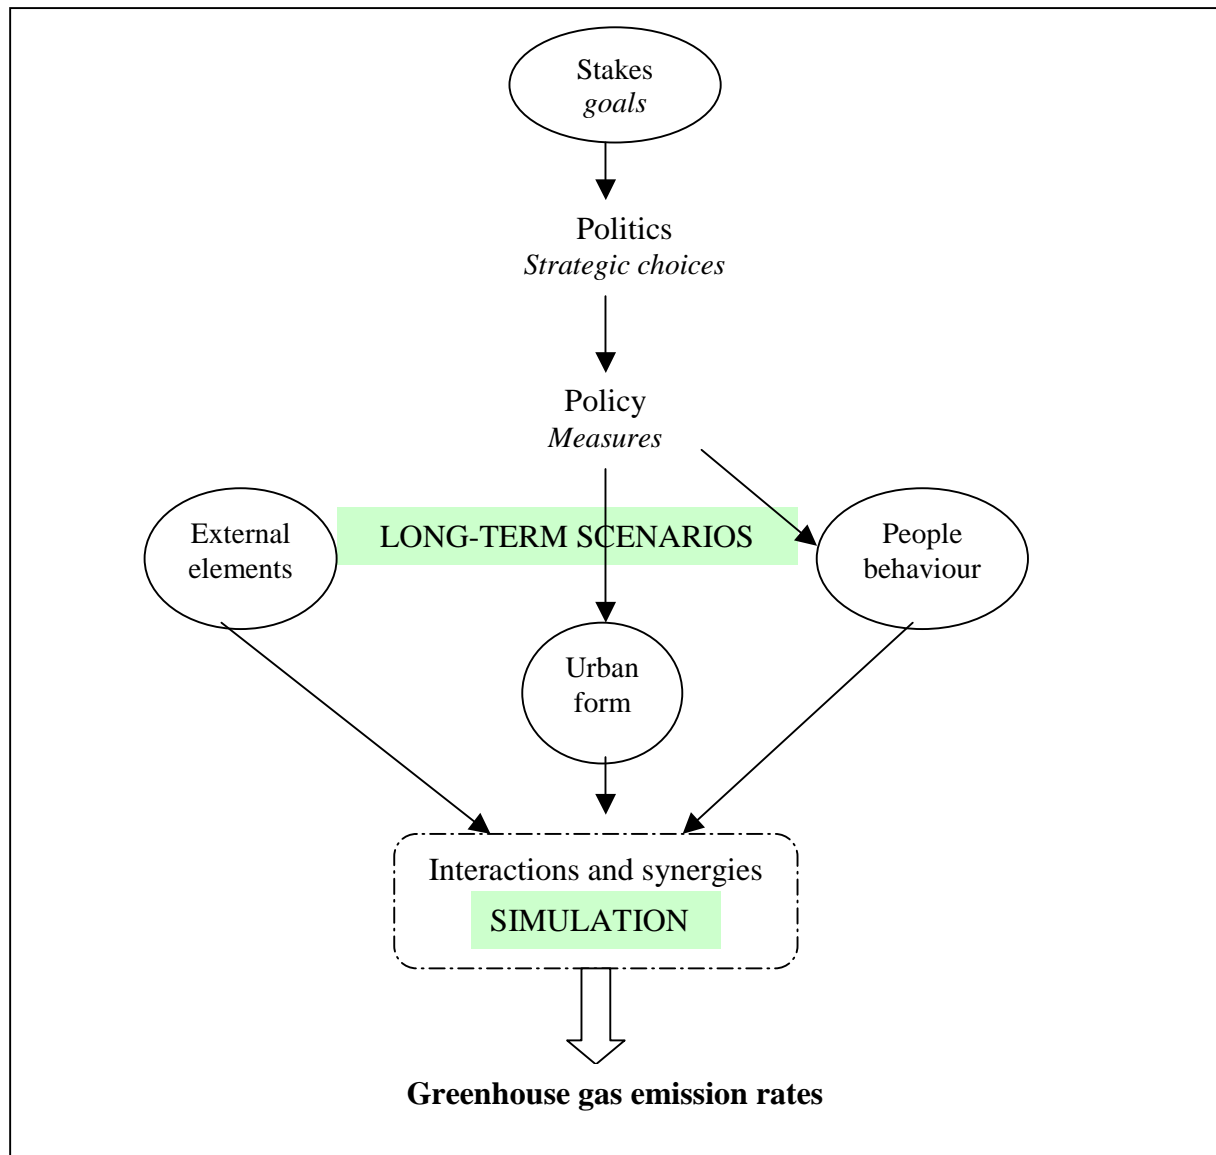 Stakes
goals
Politics
Strategic choices
Policy
Measures
External
elements
LONG-TERM SCENARIOS
People
behaviour
Urban
form
Interactions and synergies
SIMULATION
Greenhouse gas emission rates